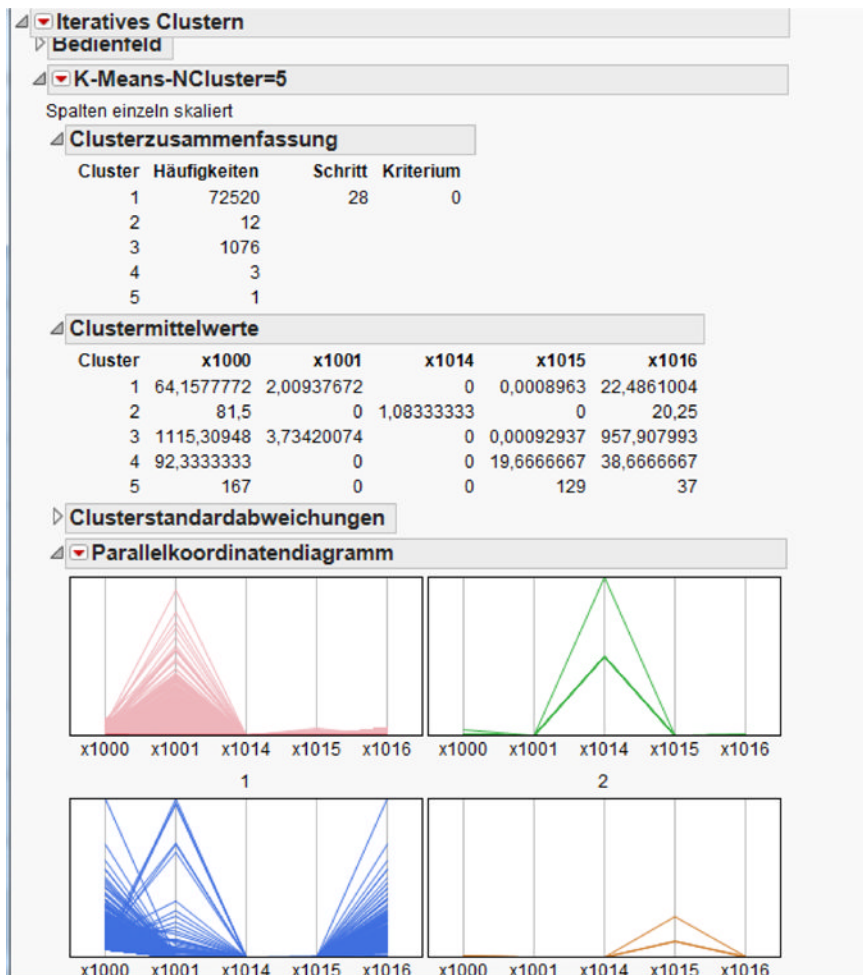 Iteratives Clustern
Bedienfeld
K-Means-NCluster=5
Spalten einzeln skaliert
Clusterzusammenfassung
Cluster Häufigkeiten Schritt Kriterium
1 72520 28 0
2 12
3 1076
4 3
5 1
Clustermittelwerte
Cluster x1000 x1001 x1014 x1015 x1016
1 64,1577772 2,00937672 0 0,0008963 22,4861004
2 81,5 0 1,08333333 0 20,25
3 1115,30948 3,73420074 0 0,00092937 957,907993
4 92,3333333 0 0 19,6666667 38,6666667
5 167 0 0 129 37
Clusterstandardabweichungen
Parallelkoordinatendiagramm
x1000 x1001 x1014 x1015 x1016 x1000 x1001 x1014 x1015 x1016
1 2
x1000 x1001 x1014 x1015 x1016 x1000 x1001 x1014 x1015 x1016